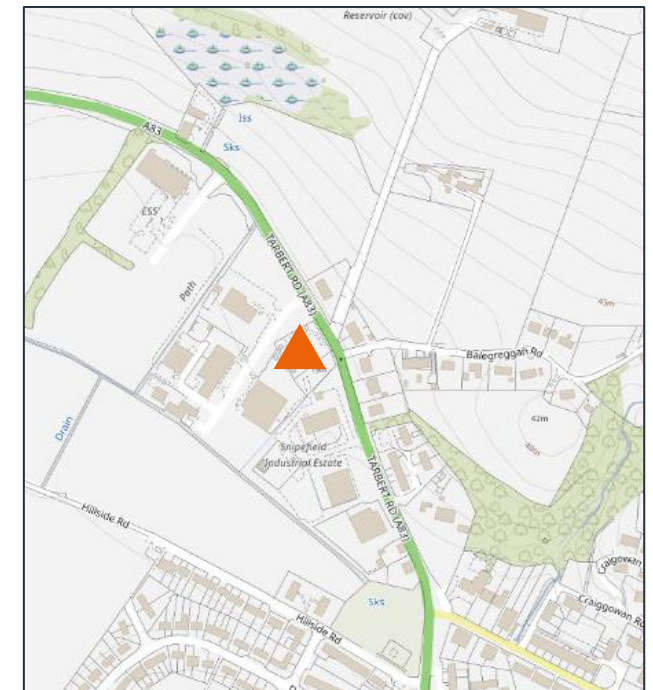 Reservoir (cov)
Iss
A83
Sks
ESS
TARBERT RD (A83)
Path
45m
Balegreggan Rd
42m
40m
Drain
Snipefield
Industrial Estate
TARBERT RD (A83)
Hillside Rd
Craigowan
Sks
Craiggowan Rd
Hillside Rd